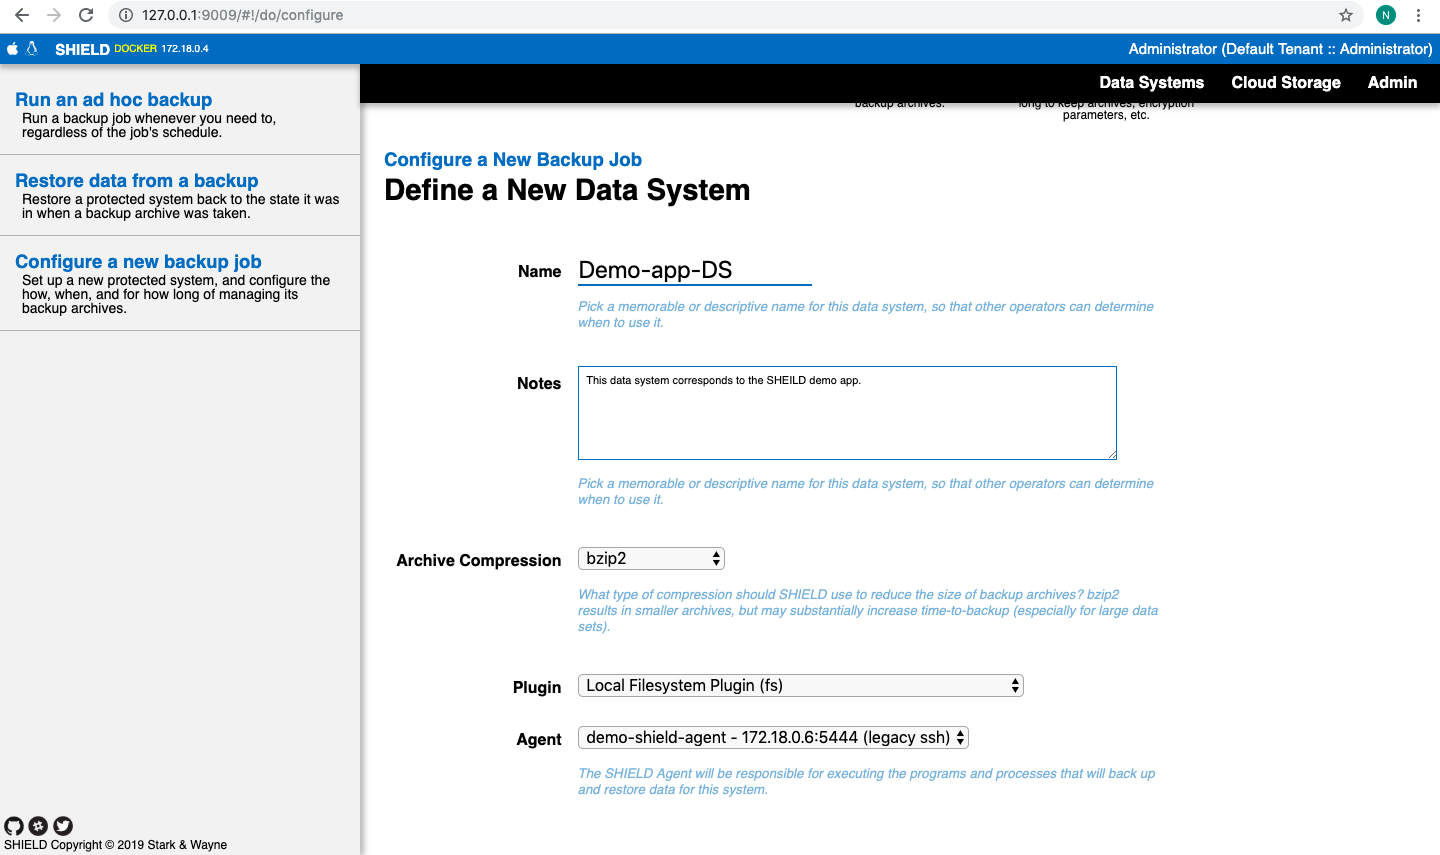 127.0.0.1:9009/#!/do/configure
N
SHIELD DOCKER 172.18.0.4
Administrator (Default Tenant :: Administrator)
Data Systems Cloud Storage Admin
Run an ad hoc backup
Run a backup job whenever you need to,
regardless of the job's schedule.
Restore data from a backup
Restore a protected system back to the state it was
in when a backup archive was taken.
Configure a new backup job
Set up a new protected system, and configure the
how, when, and for how long of managing its
backup archives.
backup archives.
long to keep archives, encryption
parameters, etc.
Configure a New Backup Job
Define a New Data System
Name Demo-app-DS
Pick a memorable or descriptive name for this data system, so that other operators can determine
when to use it.
Notes
This data system corresponds to the SHEILD demo app.
Pick a memorable or descriptive name for this data system, so that other operators can determine
when to use it.
Archive Compression bzip2
What type of compression should SHIELD use to reduce the size of backup archives? bzip2
results in smaller archives, but may substantially increase time-to-backup (especially for large data
sets).
Plugin Local Filesystem Plugin (fs)
Agent demo-shield-agent - 172.18.0.6:5444 (legacy ssh)
The SHIELD Agent will be responsible for executing the programs and processes that will back up
and restore data for this system.
SHIELD Copyright © 2019 Stark & Wayne